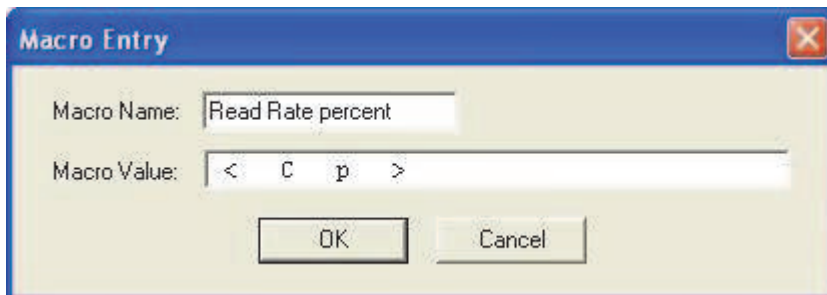 Macro Entry
Macro Name: Read Rate percent
Macro Value: < C p >
OK Cancel